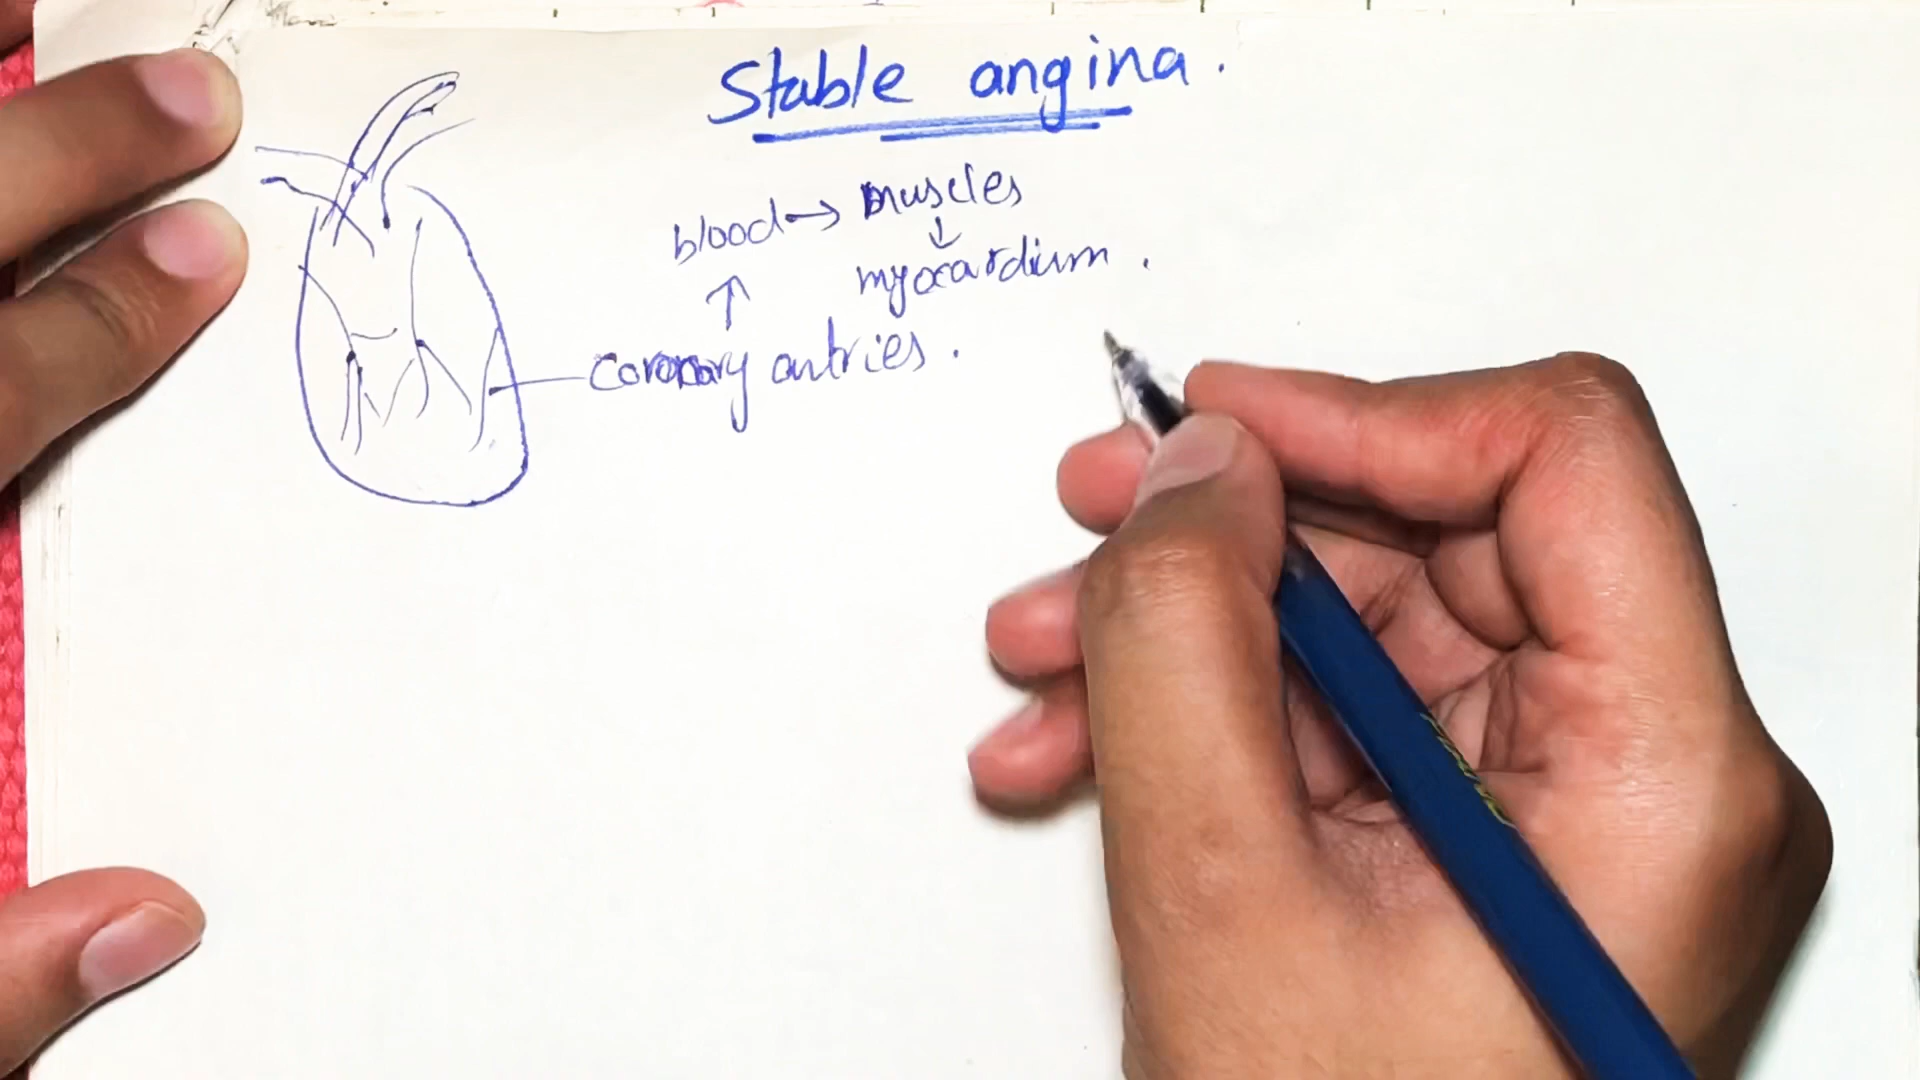 Stable angina.
blood → muscles
↓
myocardium.
↑
coronary artries.